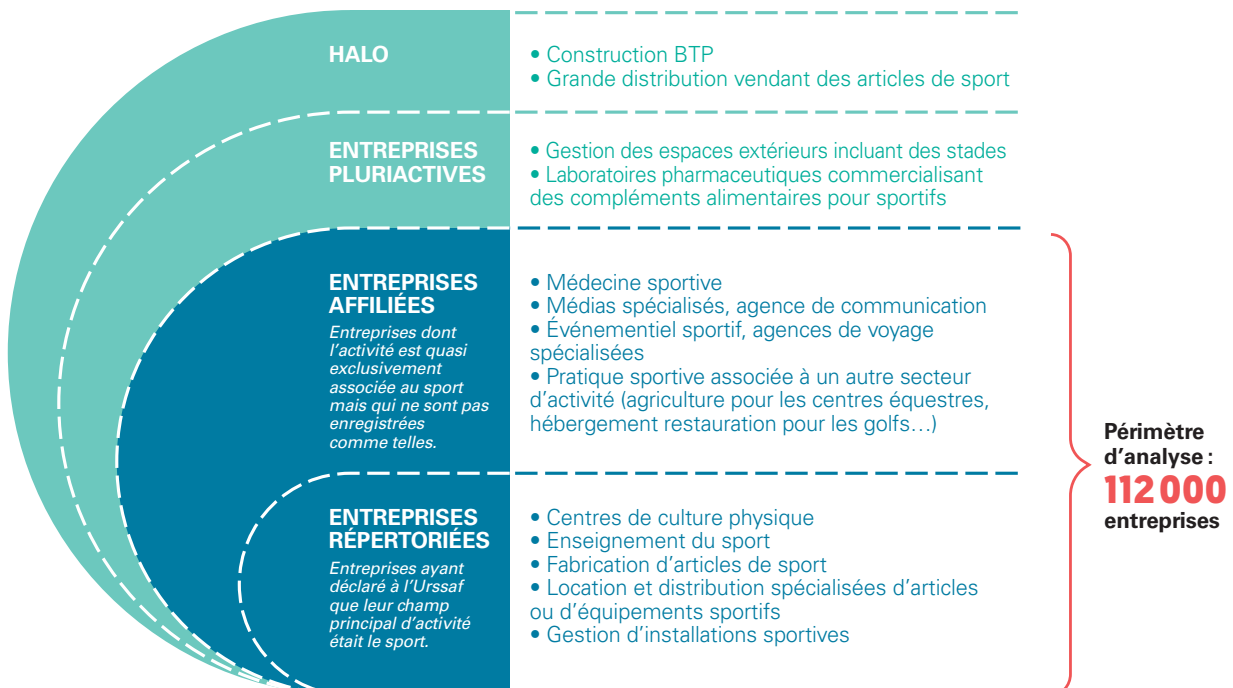 HALO
• Construction BTP
• Grande distribution vendant des articles de sport
ENTREPRISES
PLURIACTIVES
• Gestion des espaces extérieurs incluant des stades
• Laboratoires pharmaceutiques commercialisant
des compléments alimentaires pour sportifs
ENTREPRISES
AFFILIÉES
Entreprises dont
l'activité est quasi
exclusivement
associée au sport
mais qui ne sont pas
enregistrées
comme telles.
• Médecine sportive
• Médias spécialisés, agence de communication
• Événementiel sportif, agences de voyage
spécialisées
• Pratique sportive associée à un autre secteur
d'activité (agriculture pour les centres équestres,
hébergement restauration pour les golfs…)
ENTREPRISES
RÉPERTORIÉES
Entreprises ayant
déclaré à l'Urssaf
que leur champ
principal d'activité
était le sport.
• Centres de culture physique
• Enseignement du sport
• Fabrication d'articles de sport
• Location et distribution spécialisées d'articles
ou d'équipements sportifs
• Gestion d'installations sportives
Périmètre
d'analyse :
112 000
entreprises